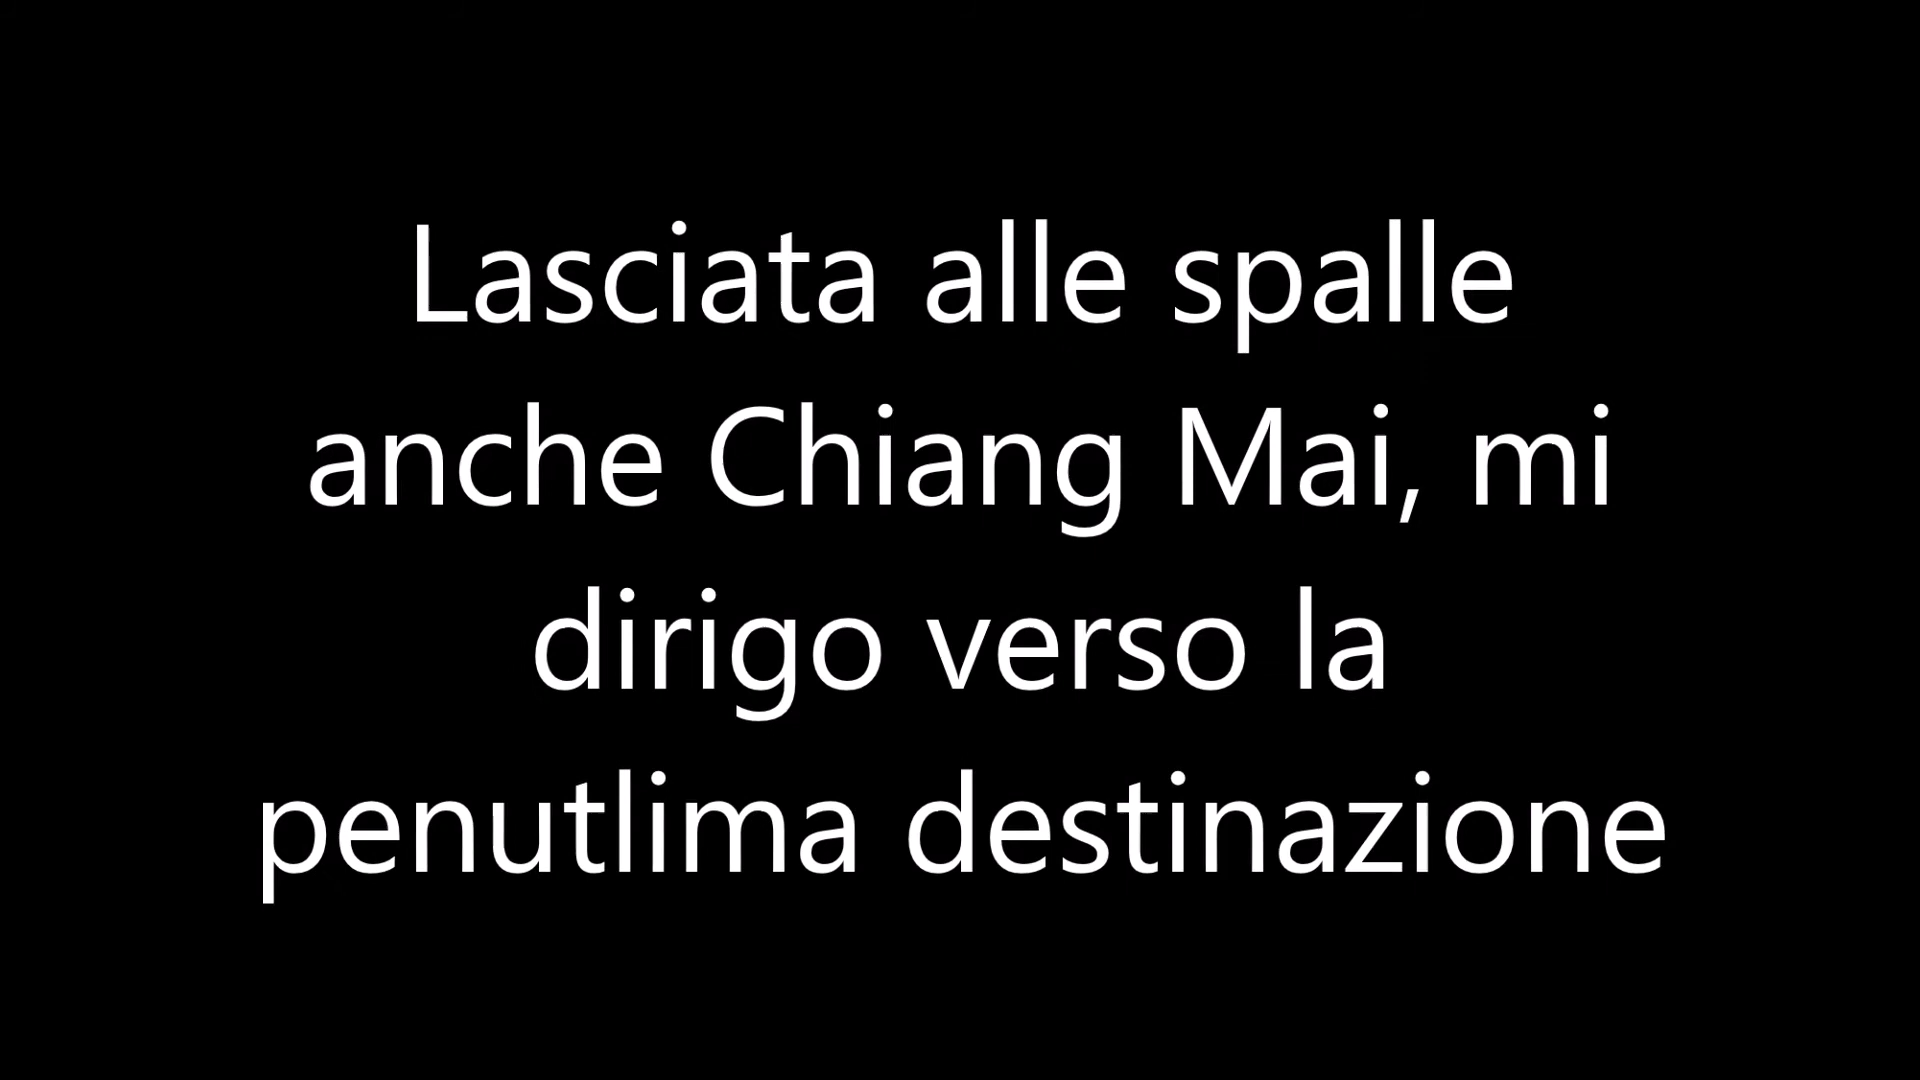 Lasciata alle spalle
anche Chiang Mai, mi
dirigo verso la
penutlima destinazione